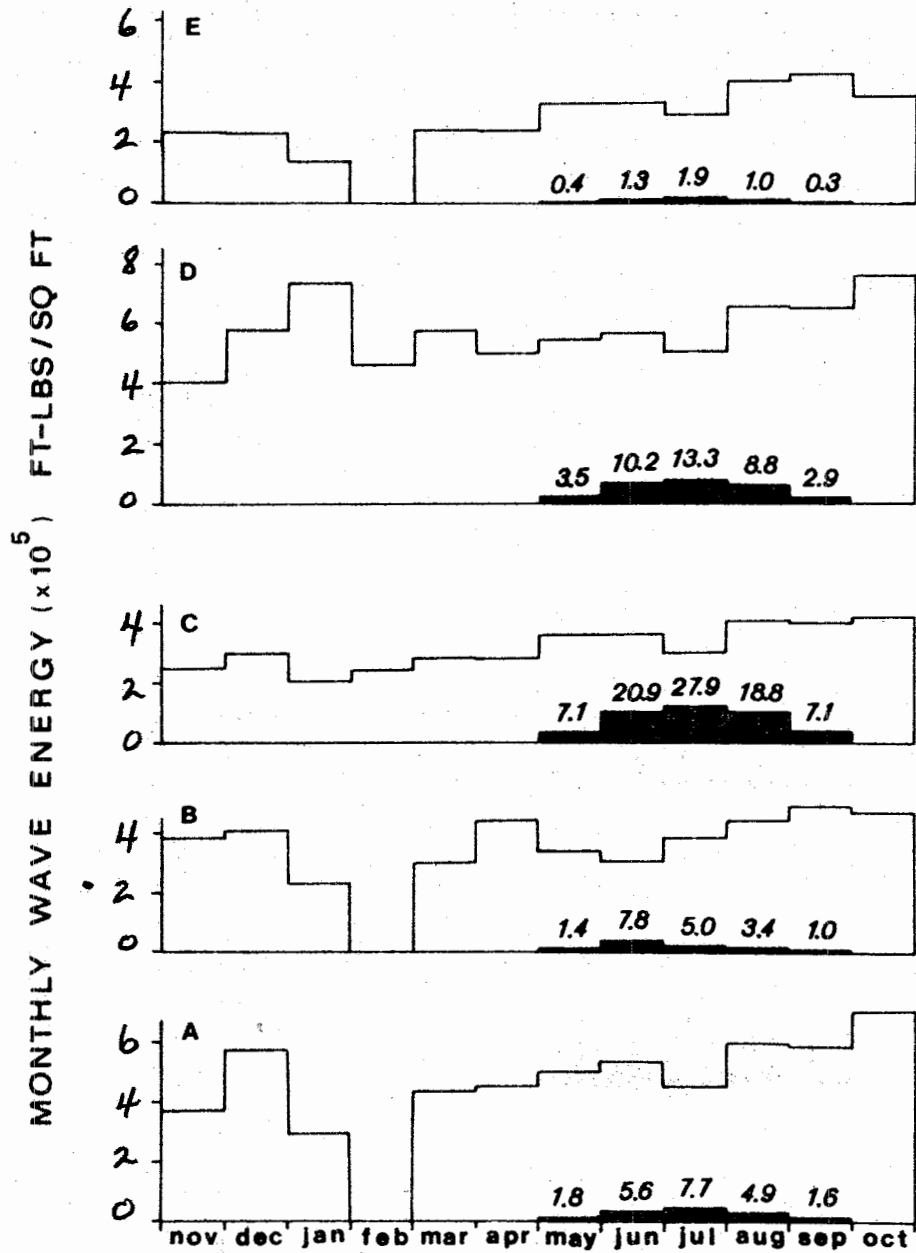 MONTHLY WAVE ENERGY (x10⁵) FT-LBS/SQ FT
E
6
4
2
0
0.4 1.3 1.9 1.0 0.3
D
8
6
4
2
0
3.5 10.2 13.3 8.8 2.9
C
4
2
0
7.1 20.9 27.9 18.8 7.1
B
4
2
0
1.4 7.8 5.0 3.4 1.0
A
6
4
2
0
1.8 5.6 7.7 4.9 1.6
nov dec jan feb mar apr may jun jul aug sep oct